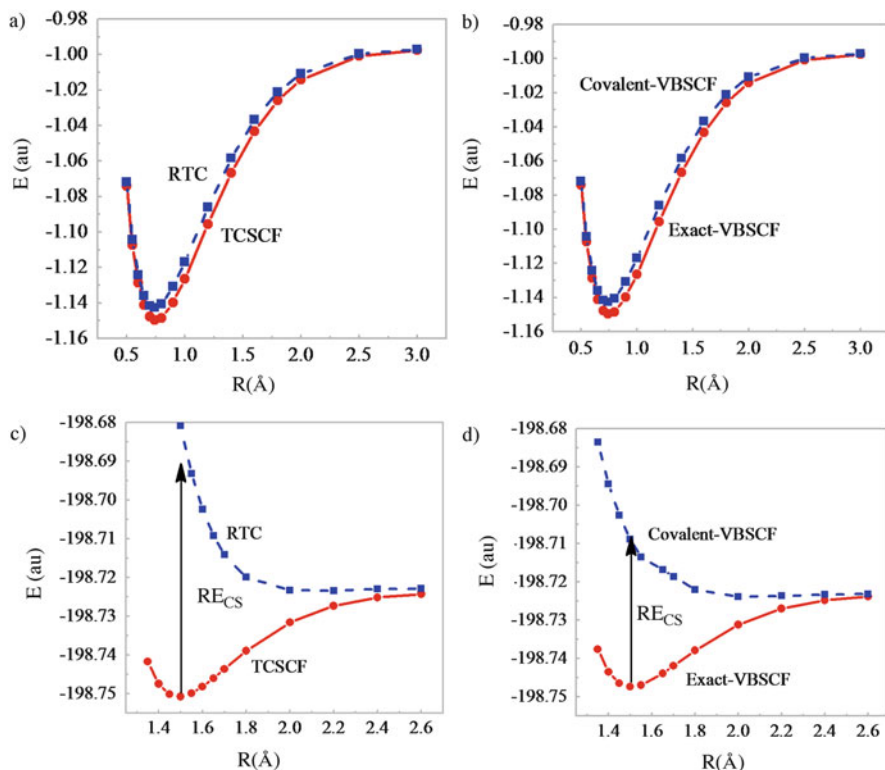 a)
-0.98
-1.00
-1.02
-1.04
-1.06
-1.08
-1.10
-1.12
-1.14
-1.16
E (au)
RTC
TCSCF
0.5 1.0 1.5 2.0 2.5 3.0
R(Å)
b)
-0.98
-1.00
-1.02
-1.04
-1.06
-1.08
-1.10
-1.12
-1.14
-1.16
E (au)
Covalent-VBSCF
Exact-VBSCF
0.5 1.0 1.5 2.0 2.5 3.0
R(Å)
c)
-198.68
-198.69
-198.70
-198.71
-198.72
-198.73
-198.74
-198.75
E (au)
RTC
RECS
TCSCF
1.4 1.6 1.8 2.0 2.2 2.4 2.6
R(Å)
d)
-198.68
-198.69
-198.70
-198.71
-198.72
-198.73
-198.74
-198.75
E (au)
Covalent-VBSCF
RECS
Exact-VBSCF
1.4 1.6 1.8 2.0 2.2 2.4 2.6
R(Å)